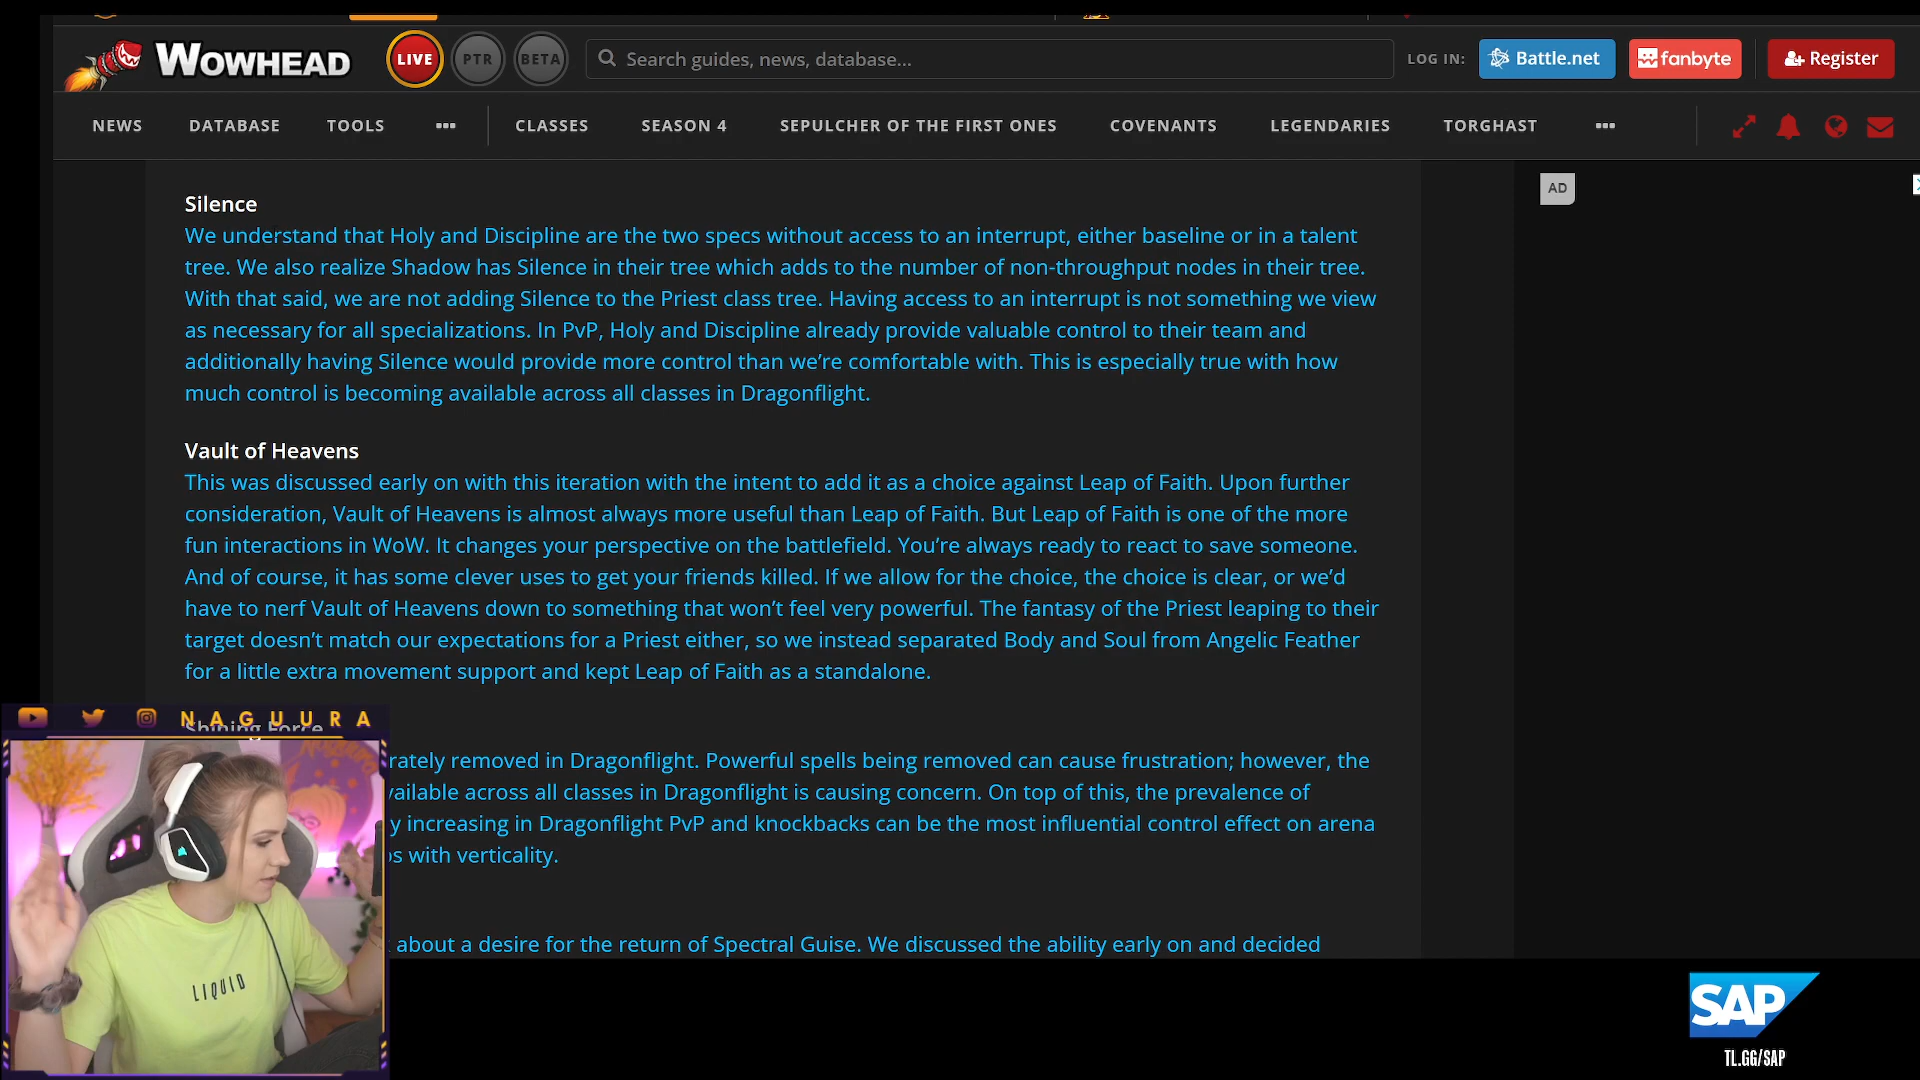 WOWHEAD
LIVE
PTR
BETA
Search guides, news, database...
LOG IN:
Battle.net
fanbyte
Register
NEWS
DATABASE
TOOLS
CLASSES
SEASON 4
SEPULCHER OF THE FIRST ONES
COVENANTS
LEGENDARIES
TORGHAST
AD
Silence
We understand that Holy and Discipline are the two specs without access to an interrupt, either baseline or in a talent
tree. We also realize Shadow has Silence in their tree which adds to the number of non-throughput nodes in their tree.
With that said, we are not adding Silence to the Priest class tree. Having access to an interrupt is not something we view
as necessary for all specializations. In PvP, Holy and Discipline already provide valuable control to their team and
additionally having Silence would provide more control than we’re comfortable with. This is especially true with how
much control is becoming available across all classes in Dragonflight.
Vault of Heavens
This was discussed early on with this iteration with the intent to add it as a choice against Leap of Faith. Upon further
consideration, Vault of Heavens is almost always more useful than Leap of Faith. But Leap of Faith is one of the more
fun interactions in WoW. It changes your perspective on the battlefield. You’re always ready to react to save someone.
And of course, it has some clever uses to get your friends killed. If we allow for the choice, the choice is clear, or we’d
have to nerf Vault of Heavens down to something that won’t feel very powerful. The fantasy of the Priest leaping to their
target doesn’t match our expectations for a Priest either, so we instead separated Body and Soul from Angelic Feather
for a little extra movement support and kept Leap of Faith as a standalone.
NAGUURA
Shining Force
rately removed in Dragonflight. Powerful spells being removed can cause frustration; however, the
vailable across all classes in Dragonflight is causing concern. On top of this, the prevalence of
y increasing in Dragonflight PvP and knockbacks can be the most influential control effect on arena
s with verticality.
about a desire for the return of Spectral Guise. We discussed the ability early on and decided
LIQUID
SAP
TL.GG/SAP